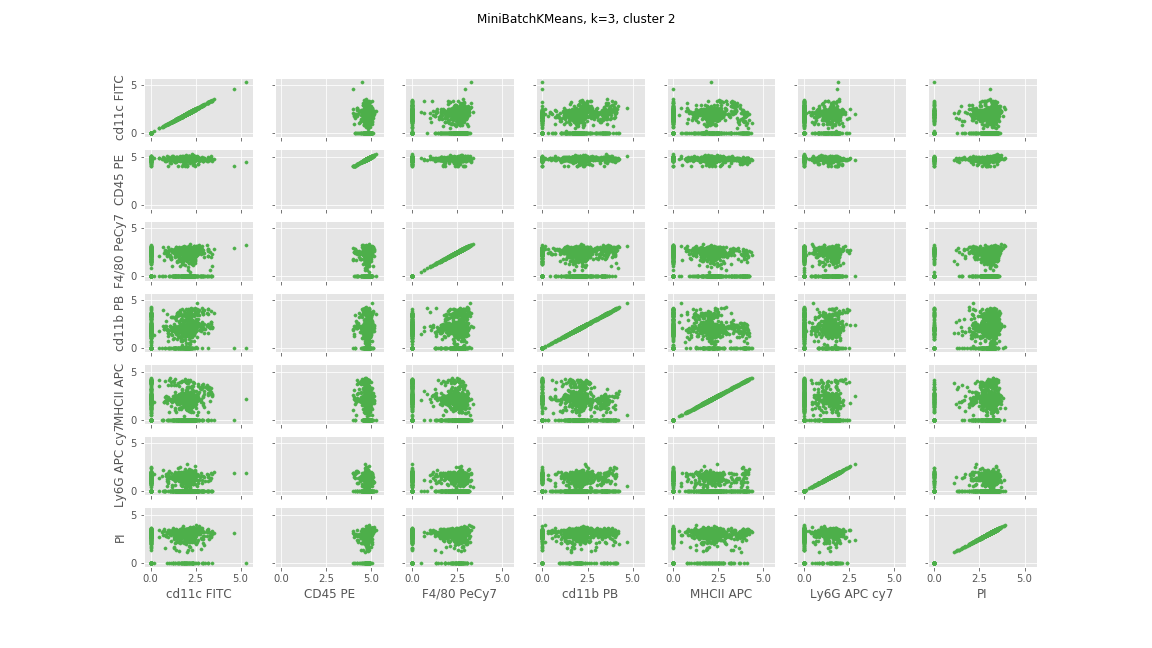 MiniBatchKMeans, k=3, cluster 2
cd11c FITC
5
0
CD45 PE
5
0
F4/80 PeCy7
5
0
cd11b PB
5
0
MHCII APC
5
0
Ly6G APC cy7
5
0
PI
5
0
0.0 2.5 5.0 0.0 2.5 5.0 0.0 2.5 5.0 0.0 2.5 5.0 0.0 2.5 5.0 0.0 2.5 5.0 0.0 2.5 5.0
cd11c FITC CD45 PE F4/80 PeCy7 cd11b PB MHCII APC Ly6G APC cy7 PI